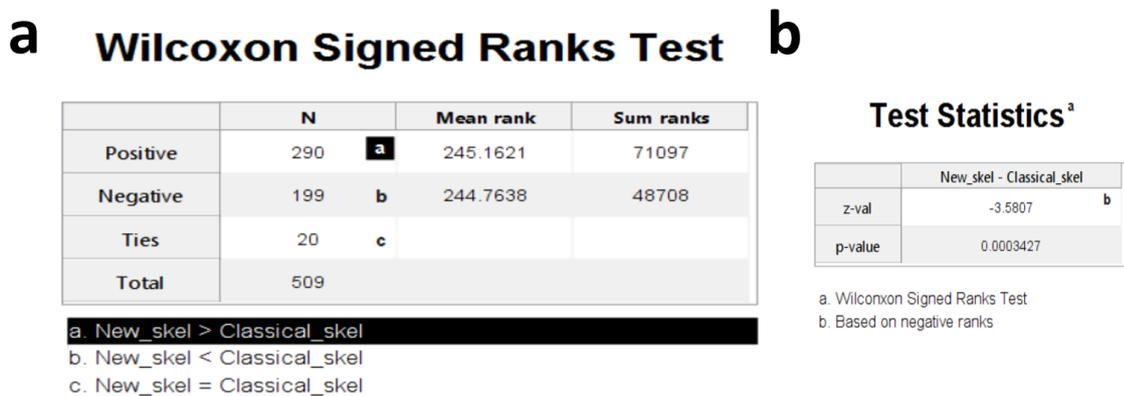 a
Wilcoxon Signed Ranks Test
N Mean rank Sum ranks
Positive 290 a 245.1621 71097
Negative 199 b 244.7638 48708
Ties 20 c
Total 509
a. New_skel > Classical_skel
b. New_skel < Classical_skel
c. New_skel = Classical_skel
b
Test Statistics a
New_skel - Classical_skel
z-val -3.5807 b
p-value 0.0003427
a. Wilconxon Signed Ranks Test
b. Based on negative ranks